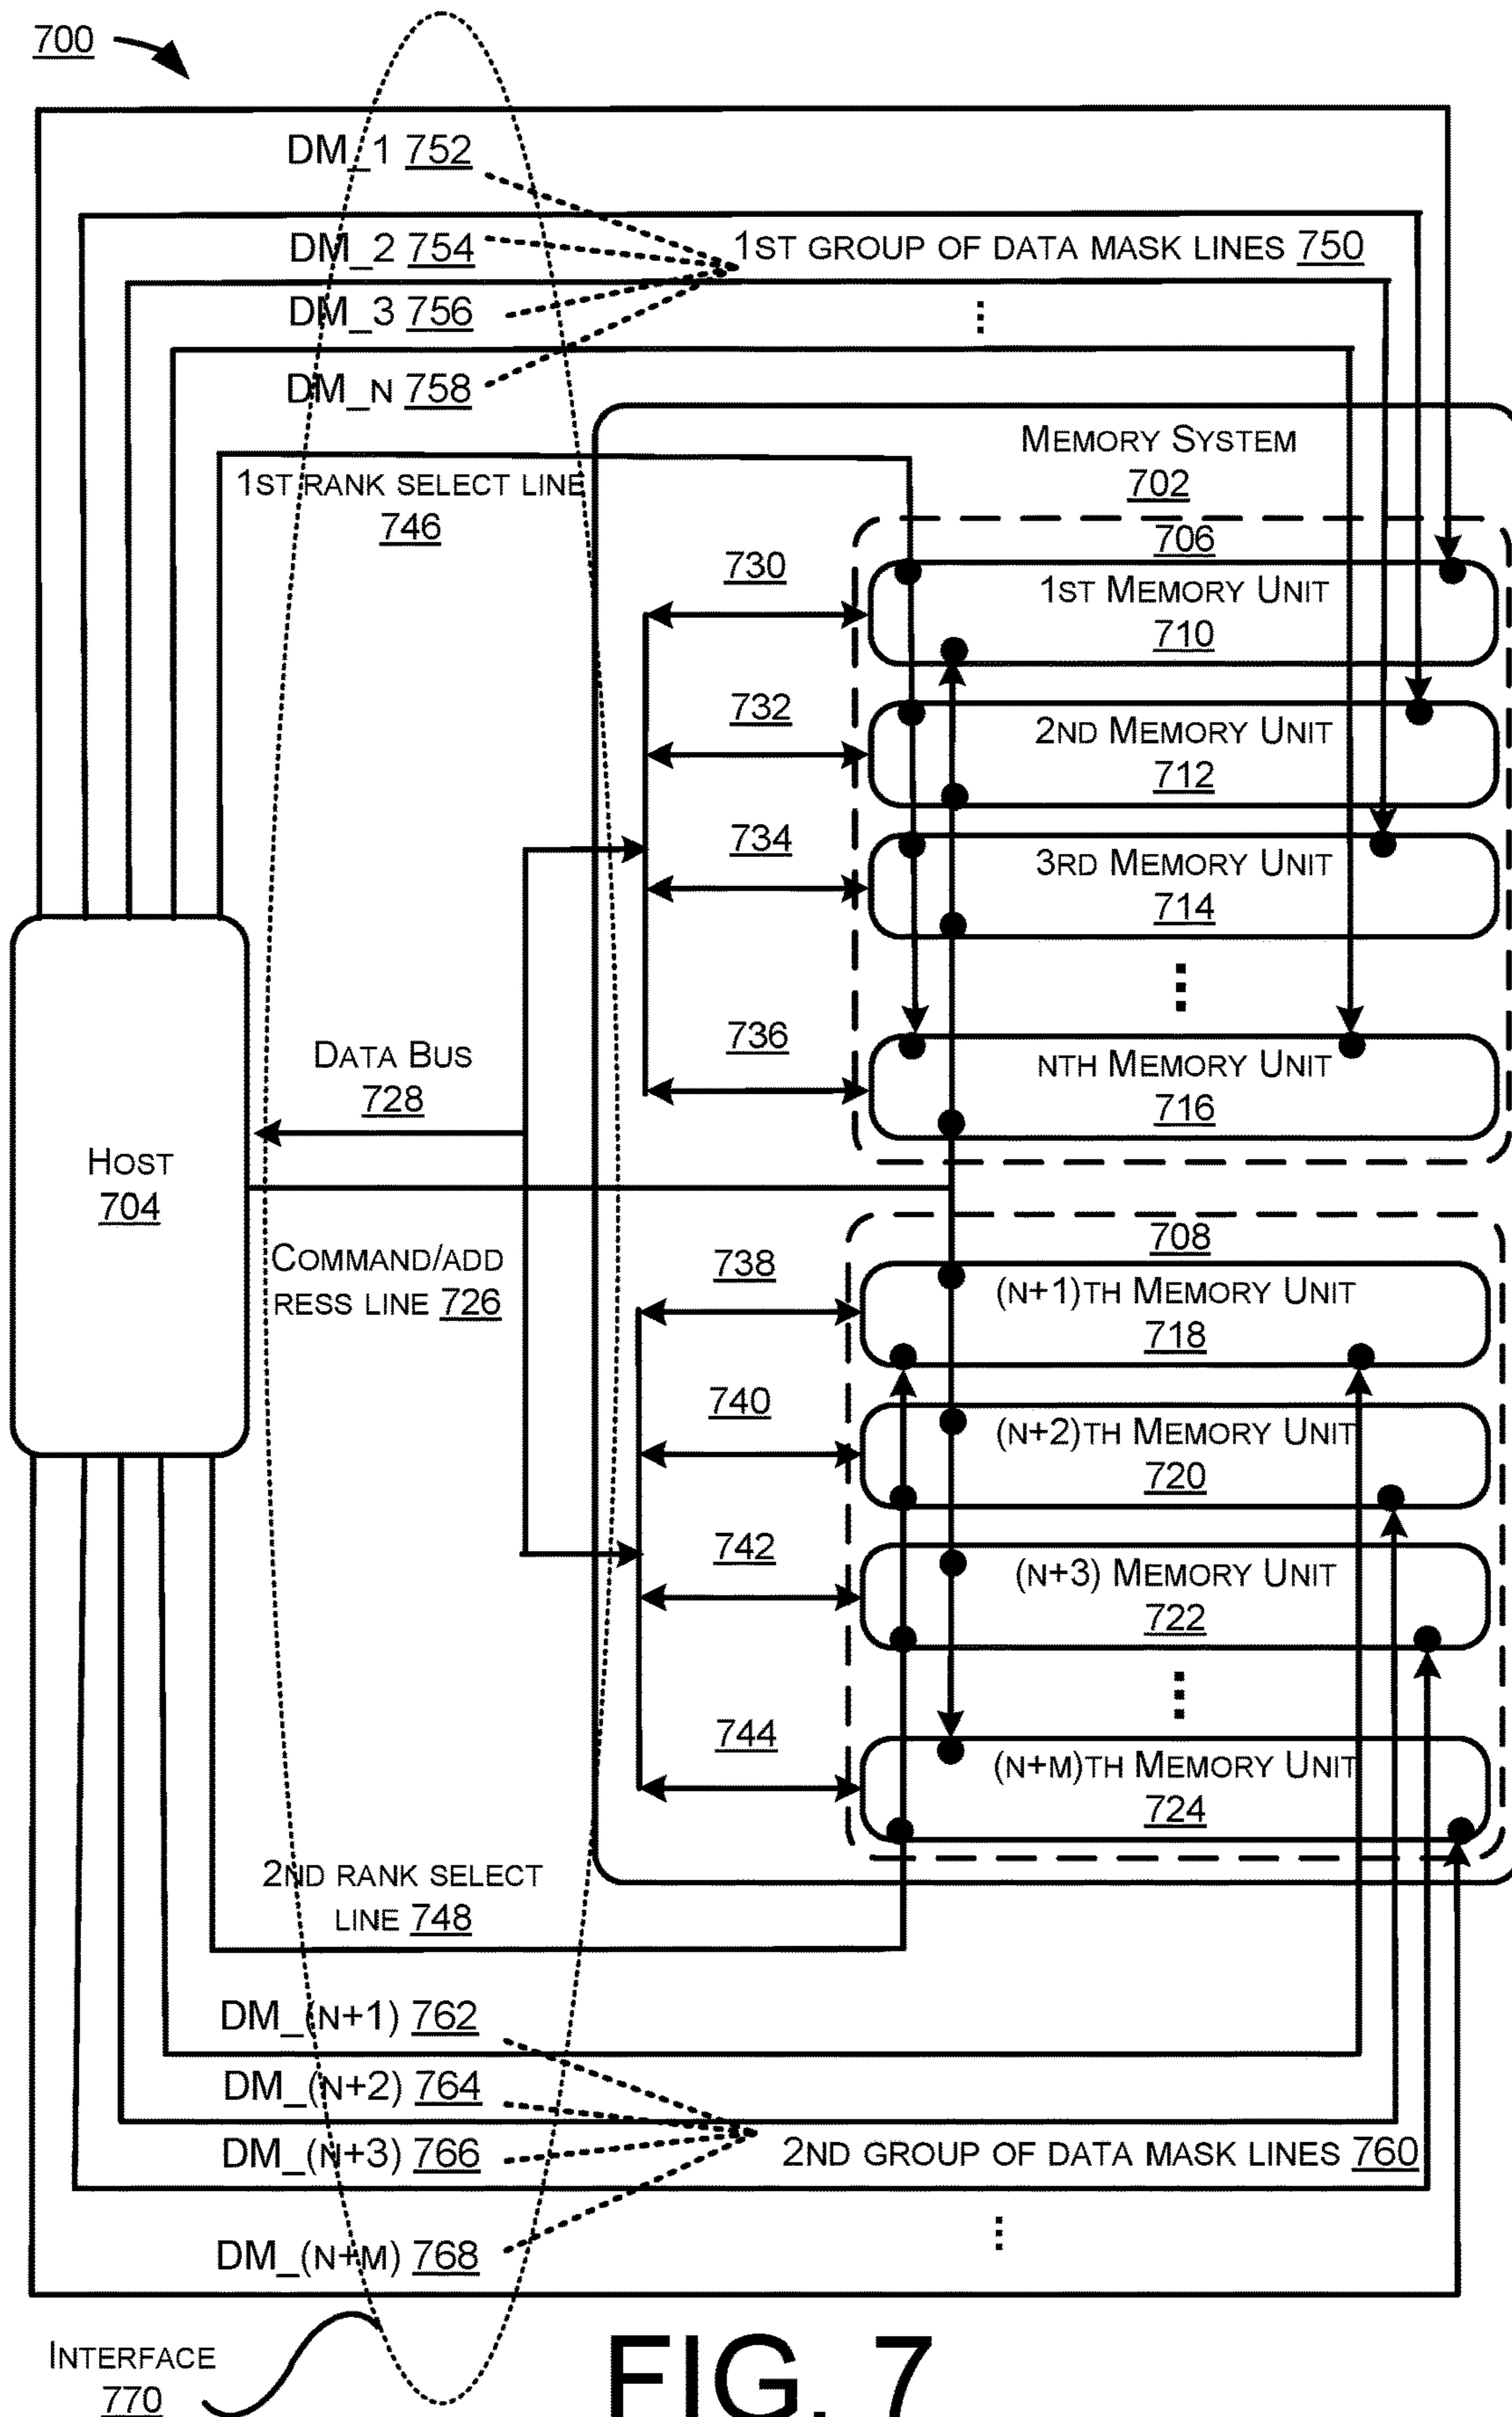 700
DM_1 752
DM_2 754
1ST GROUP OF DATA MASK LINES 750
DM_3 756
DM_N 758
MEMORY SYSTEM
702
1ST RANK SELECT LINE
746
706
730
1ST MEMORY UNIT
710
732
2ND MEMORY UNIT
712
734
3RD MEMORY UNIT
714
736
NTH MEMORY UNIT
716
DATA BUS
728
HOST
704
COMMAND/ADD
RESS LINE 726
708
738
(N+1)TH MEMORY UNIT
718
740
(N+2)TH MEMORY UNIT
720
742
(N+3) MEMORY UNIT
722
744
(N+M)TH MEMORY UNIT
724
2ND RANK SELECT
LINE 748
DM_(N+1) 762
DM_(N+2) 764
DM_(N+3) 766
2ND GROUP OF DATA MASK LINES 760
DM_(N+M) 768
INTERFACE
770
FIG. 7